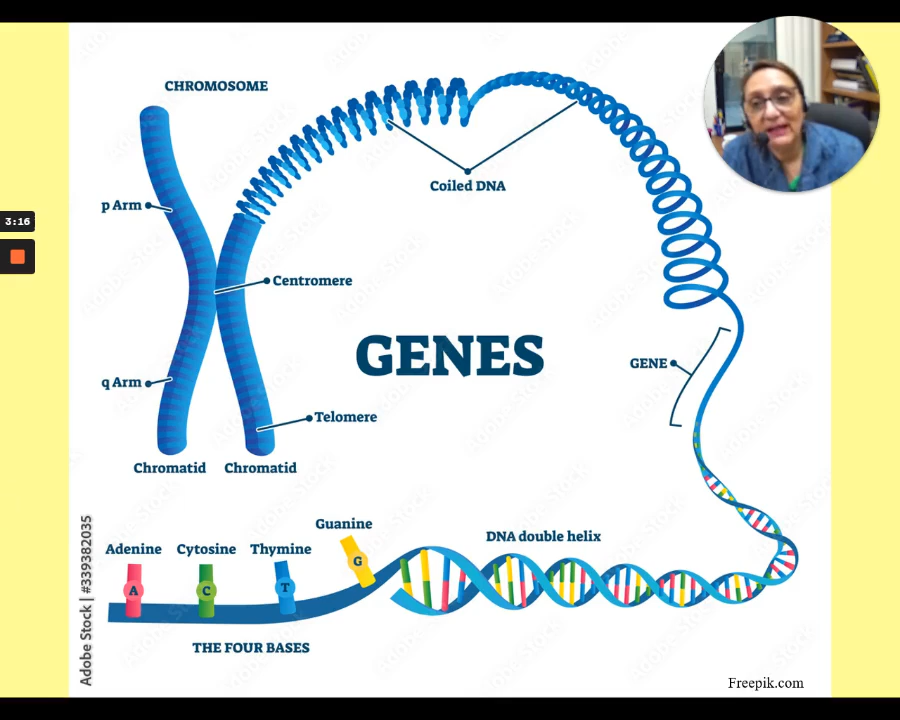 CHROMOSOME
p Arm
Coiled DNA
3:16
Centromere
GENES
GENE
q Arm
Telomere
Chromatid Chromatid
Guanine
Adenine Cytosine Thymine
DNA double helix
G
A C T
THE FOUR BASES
Adobe Stock | #339382035
Freepik.com